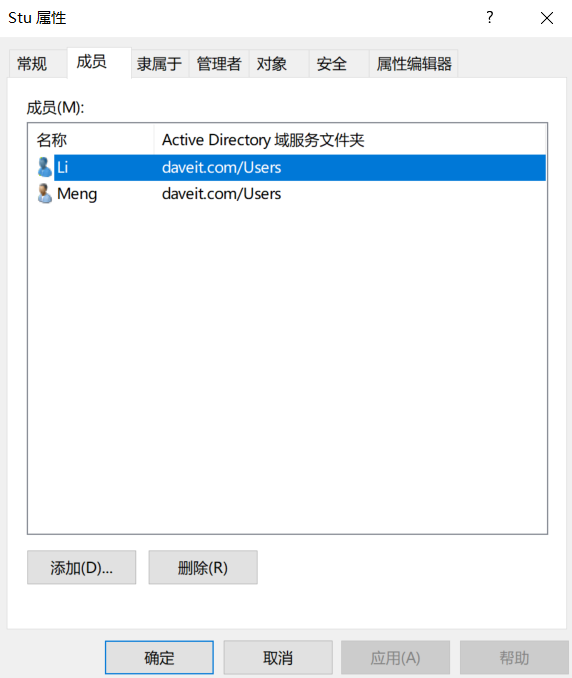 Stu 属性
常规 成员 隶属于 管理者 对象 安全 属性编辑器
成员(M):
名称 Active Directory 域服务文件夹
Li daveit.com/Users
Meng daveit.com/Users
添加(D)... 删除(R)
确定 取消 应用(A) 帮助